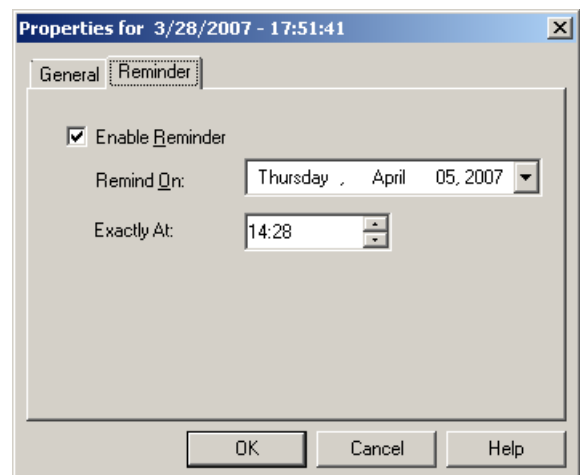 Properties for 3/28/2007 - 17:51:41
General Reminder
Enable Reminder
Remind On: Thursday , April 05, 2007
Exactly At: 14:28
OK Cancel Help